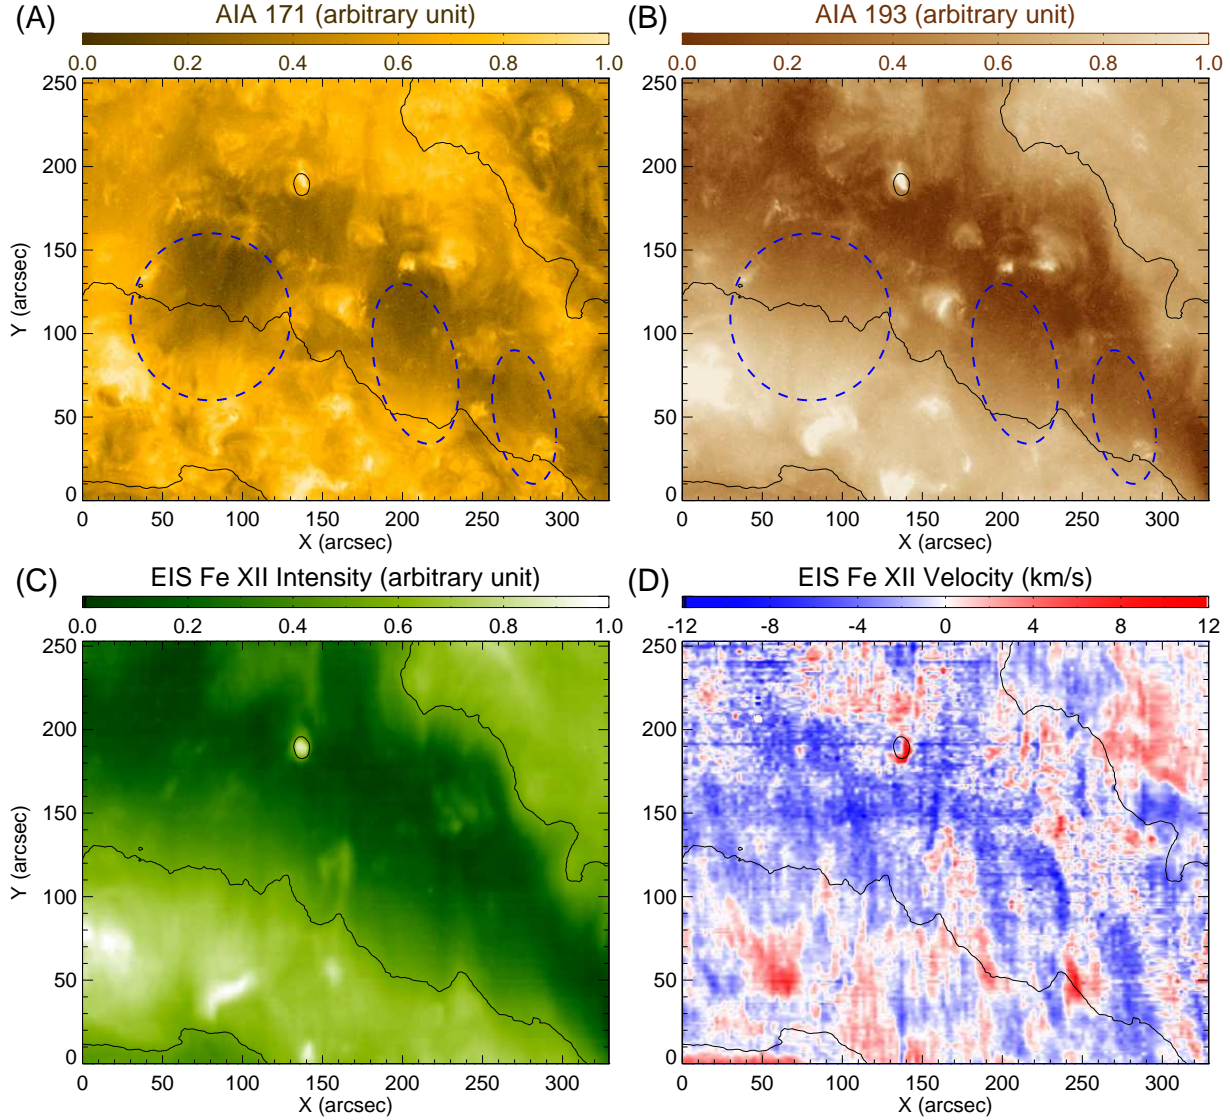 (A) AIA 171 (arbitrary unit)
0.0 0.2 0.4 0.6 0.8 1.0
250
200
150
100
50
0
Y (arcsec)
0 50 100 150 200 250 300
X (arcsec)
(B) AIA 193 (arbitrary unit)
0.0 0.2 0.4 0.6 0.8 1.0
250
200
150
100
50
0
0 50 100 150 200 250 300
X (arcsec)
(C) EIS Fe XII Intensity (arbitrary unit)
0.0 0.2 0.4 0.6 0.8 1.0
250
200
150
100
50
0
Y (arcsec)
0 50 100 150 200 250 300
X (arcsec)
(D) EIS Fe XII Velocity (km/s)
-12 -8 -4 0 4 8 12
250
200
150
100
50
0
0 50 100 150 200 250 300
X (arcsec)